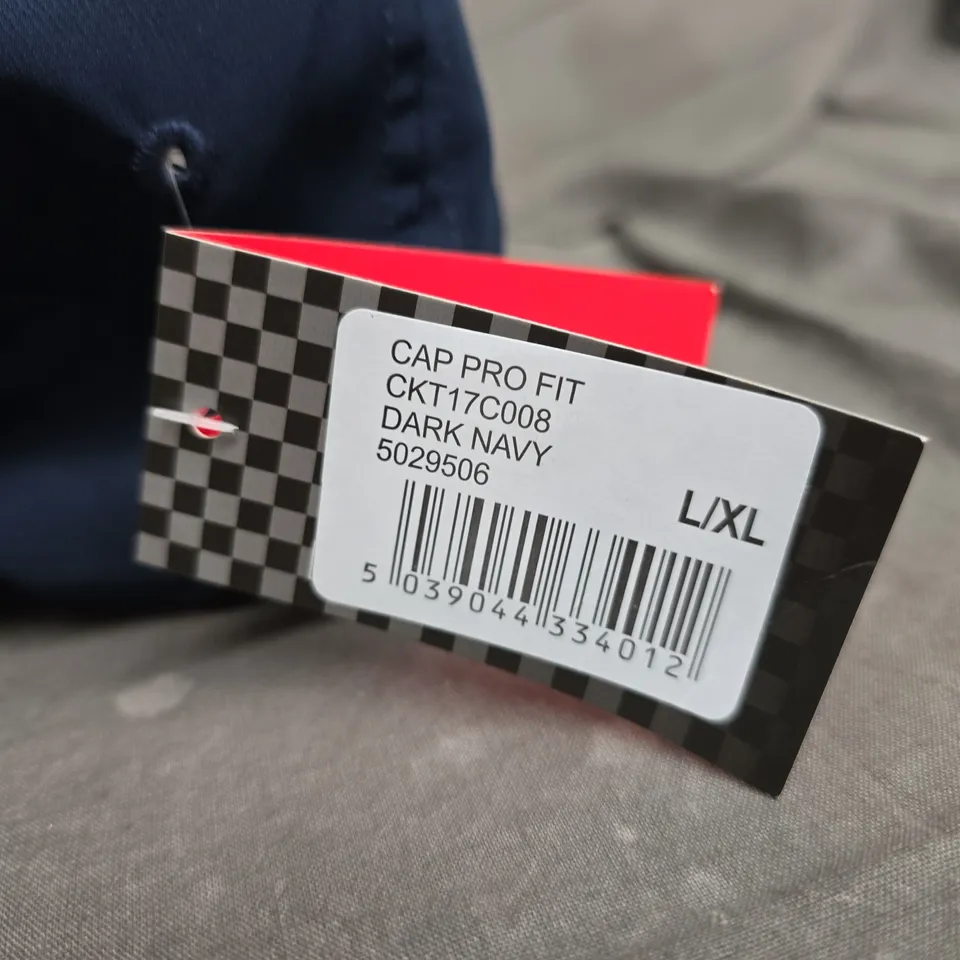 CAP PRO FIT
CKT17C008
DARK NAVY
5029506
L/XL
5 039044 334012